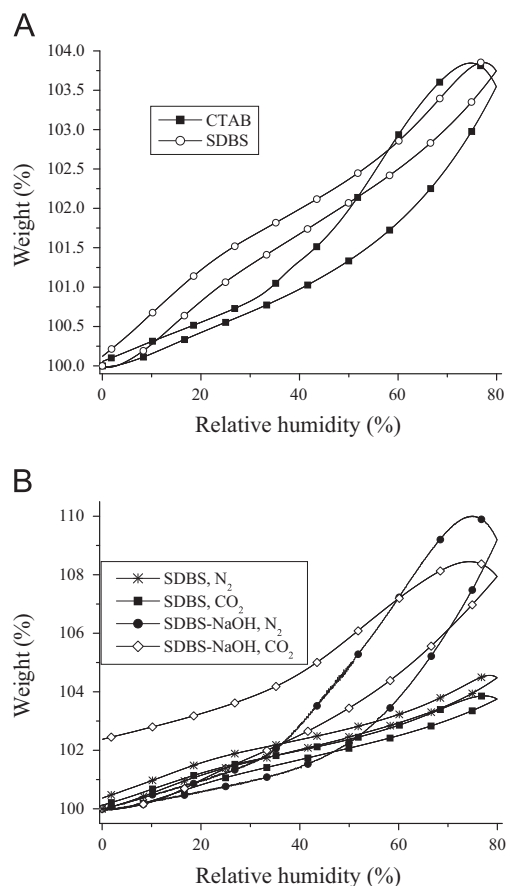 A
104.0
103.5
103.0
102.5
102.0
101.5
101.0
100.5
100.0
Weight (%)
CTAB
SDBS
0 20 40 60 80
Relative humidity (%)
B
110
108
106
104
102
100
Weight (%)
SDBS, N₂
SDBS, CO₂
SDBS-NaOH, N₂
SDBS-NaOH, CO₂
0 20 40 60 80
Relative humidity (%)